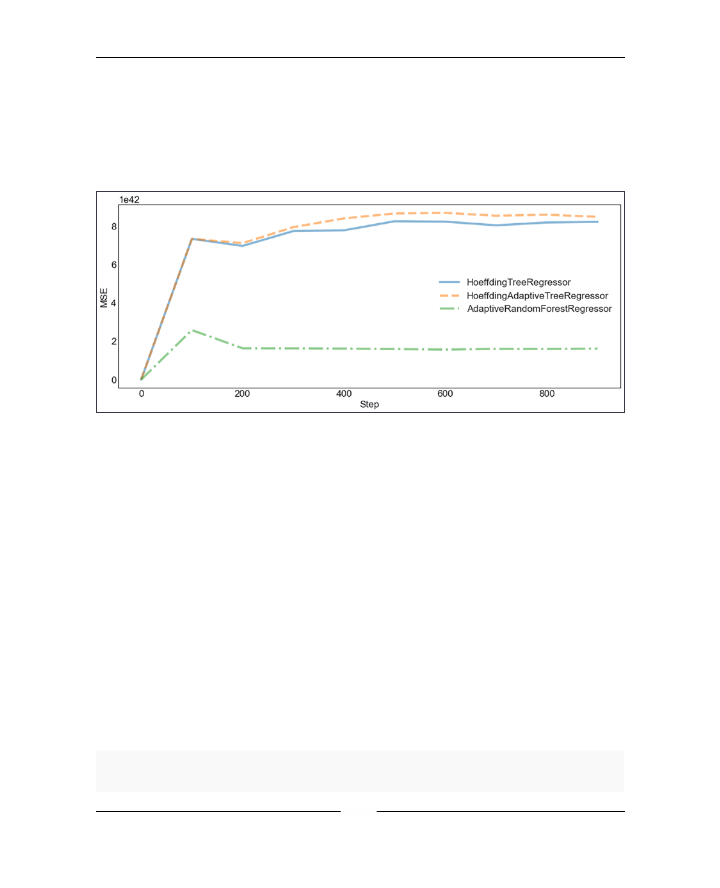 1e42
8
6
4
2
0
MSE
HoeffdingTreeRegressor
HoeffdingAdaptiveTreeRegressor
AdaptiveRandomForestRegressor
0 200 400 600 800
Step